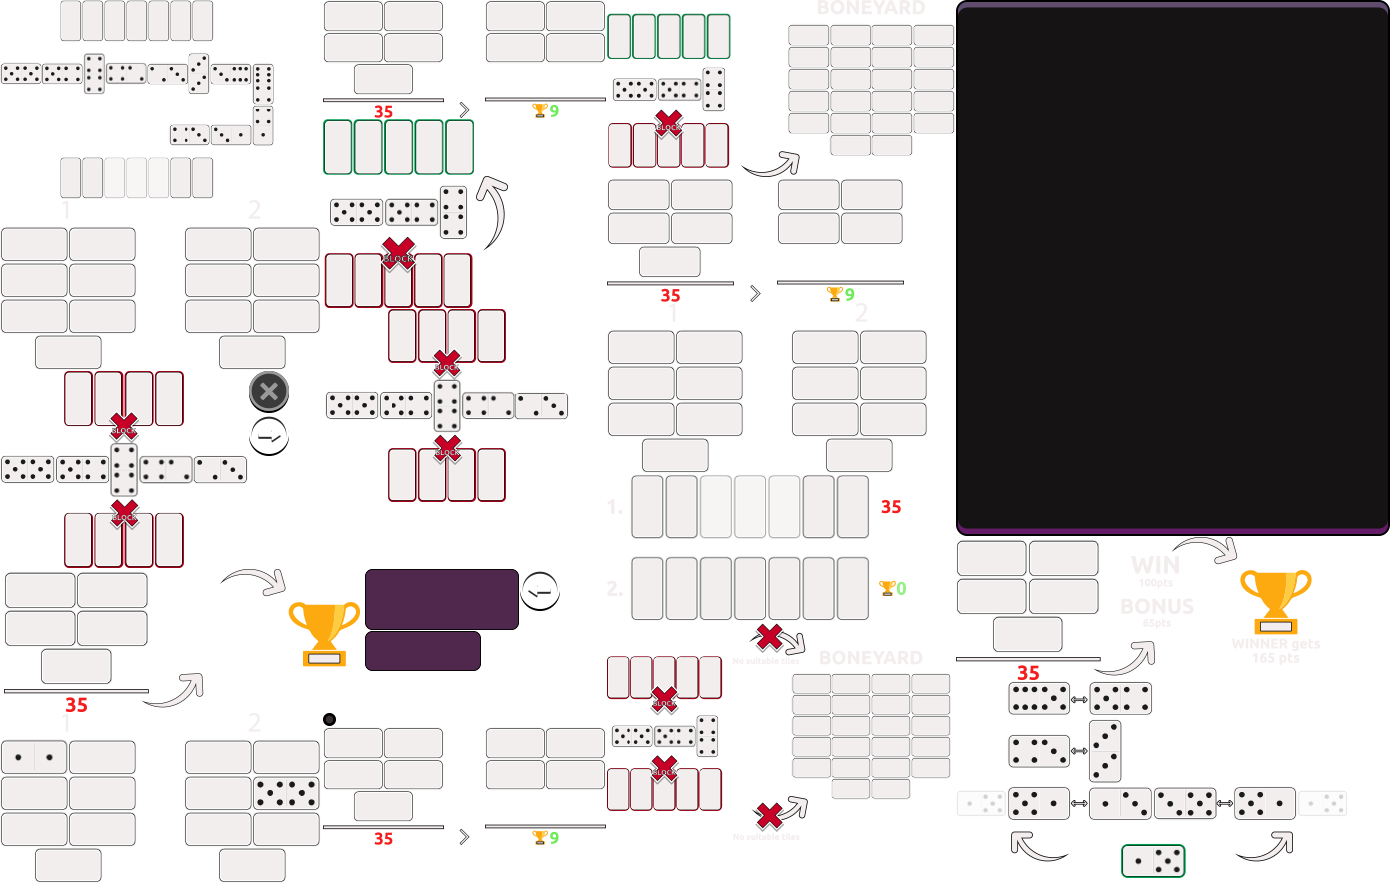 BONEYARD
35
9
BLOCK
1
2
BLOCK
35
9
1
2
BLOCK
BLOCK
BLOCK
BLOCK
1.
35
2.
0
No suitable tiles
BONEYARD
WIN
100pts
BONUS
65pts
WINNER gets
165 pts
35
35
1
2
BLOCK
BLOCK
35
9
No suitable tiles